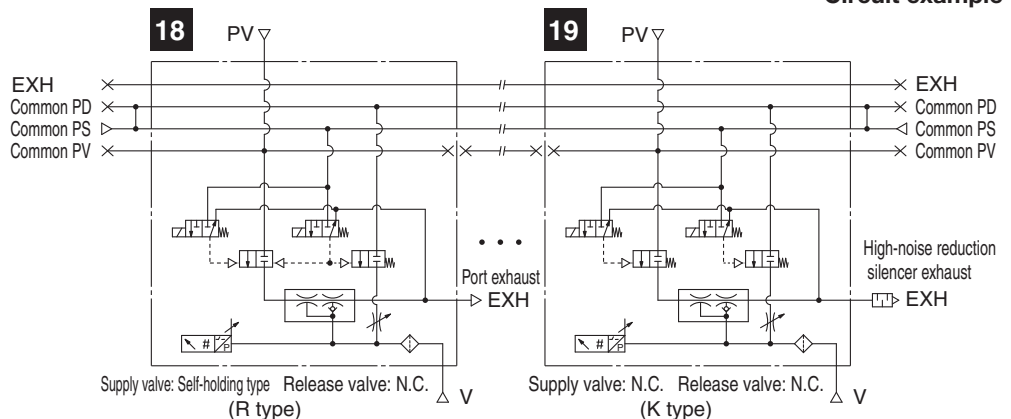 Circuit example
18 PV
19 PV
EXH
Common PD
Common PS
Common PV
EXH
Common PD
Common PS
Common PV
Port exhaust
EXH
High-noise reduction
silencer exhaust
EXH
# P
# P
Supply valve: Self-holding type Release valve: N.C. V
(R type)
Supply valve: N.C. Release valve: N.C. V
(K type)